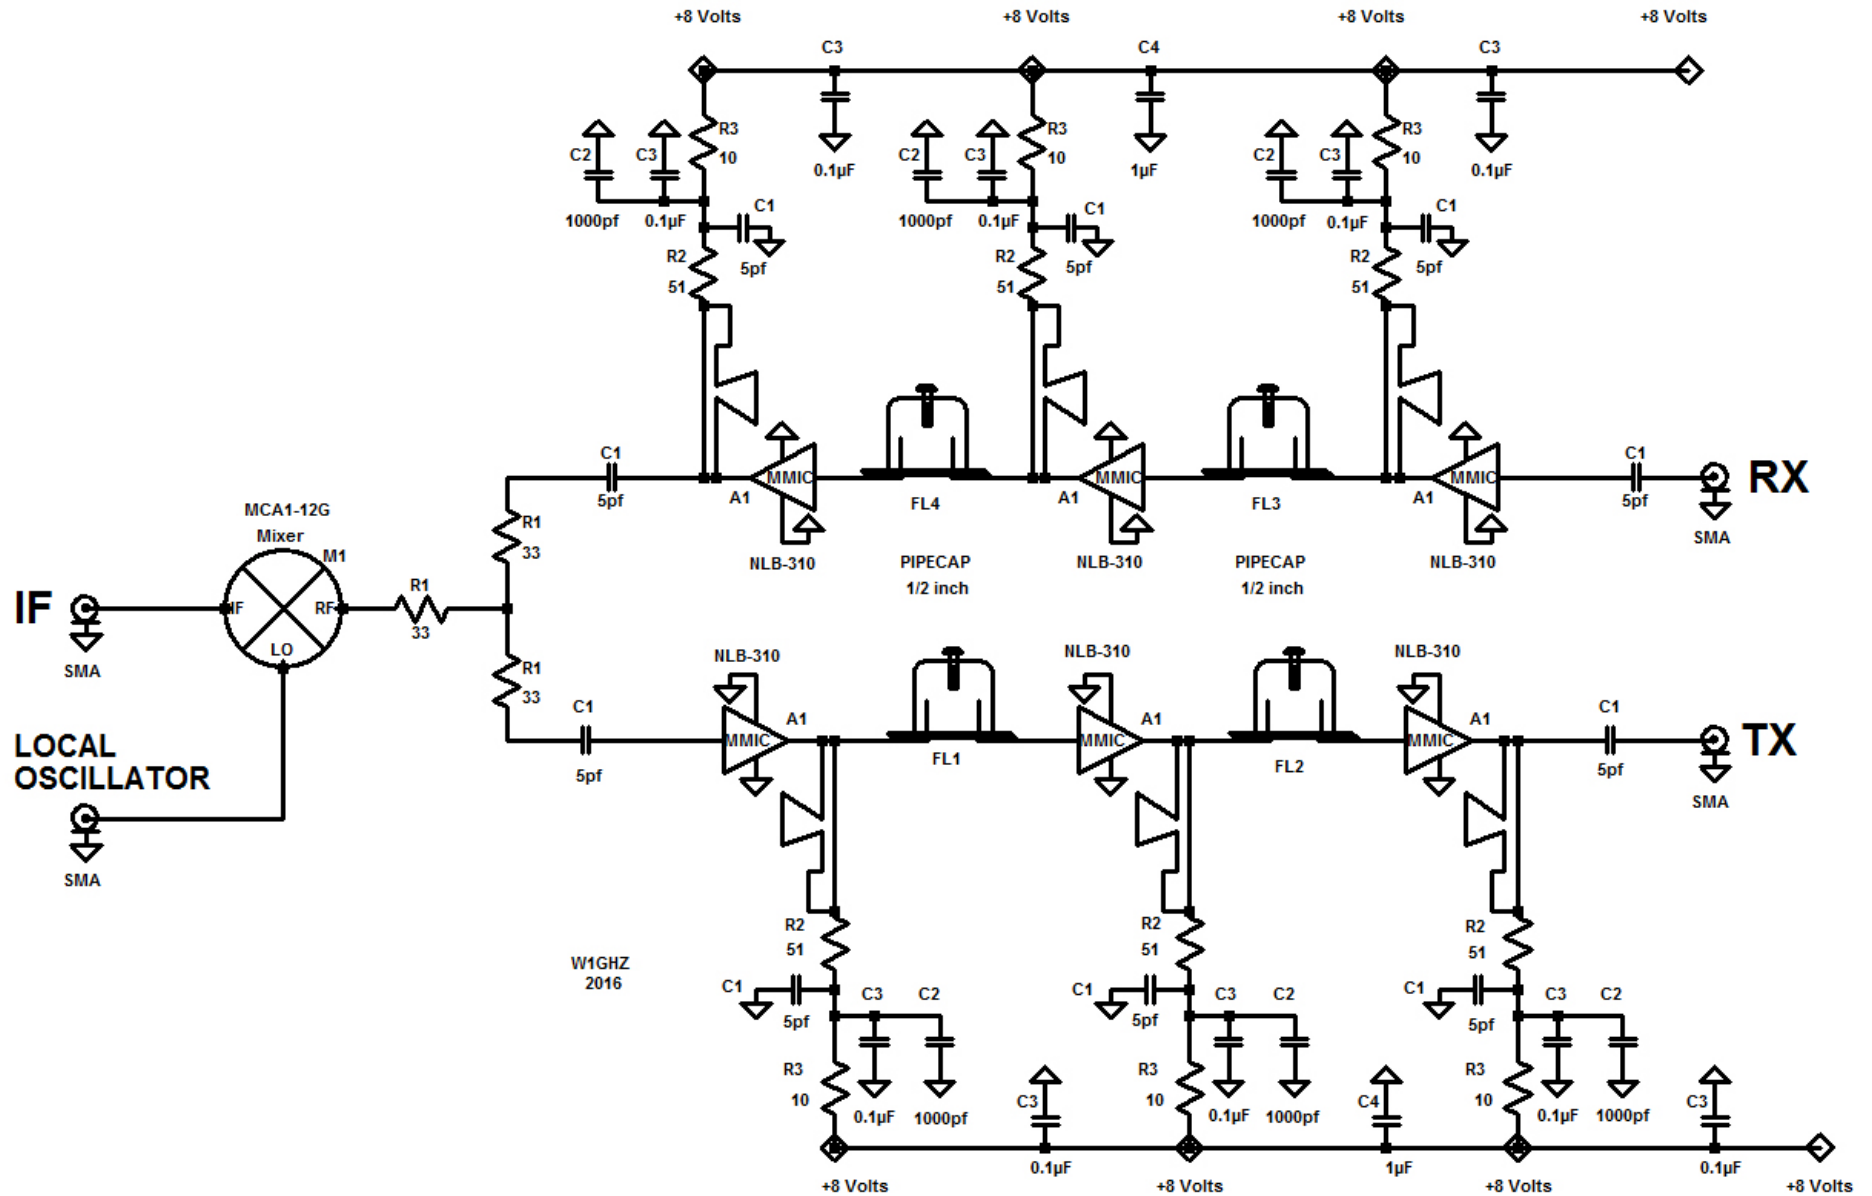 +8 Volts +8 Volts +8 Volts +8 Volts
C3 C4 C3
R3 R3 R3
C2 C3 10 C2 C3 10 C2 C3 10
0.1µF 1µF 0.1µF
C1 C1 C1
1000pf 0.1µF 1000pf 0.1µF 1000pf 0.1µF
R2 R2 R2
5pf 5pf 5pf
51 51 51
C1 C1
MMIC MMIC MMIC RX
5pf A1 A1 A1 5pf
FL4 FL3
MCA1-12G
R1
Mixer SMA
33
M1 NLB-310 PIPECAP NLB-310 PIPECAP NLB-310
1/2 inch 1/2 inch
R1
IF IF RF
33
LO
NLB-310 NLB-310 NLB-310
SMA
R1
33
C1 A1 A1 A1 C1
LOCAL MMIC MMIC MMIC TX
OSCILLATOR
FL1 FL2
5pf 5pf
SMA
SMA
R2 R2 R2
51 51 51
W1GHZ
2016
C1 C3 C2 C1 C3 C2 C1 C3 C2
5pf 5pf 5pf
R3 R3 R3
10 C3 10 C4 10 C3
0.1µF 1000pf 0.1µF 1000pf 0.1µF 1000pf
0.1µF 1µF 0.1µF
+8 Volts +8 Volts +8 Volts +8 Volts